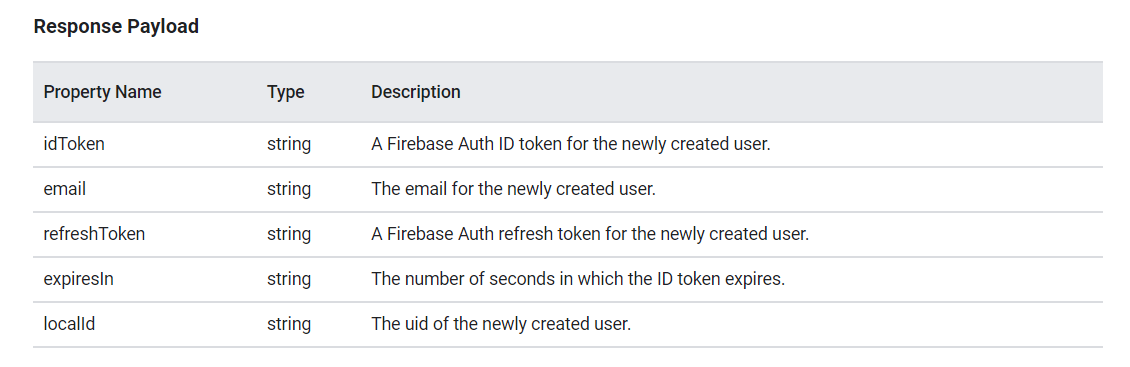 Response Payload
Property Name Type Description
idToken string A Firebase Auth ID token for the newly created user.
email string The email for the newly created user.
refreshToken string A Firebase Auth refresh token for the newly created user.
expiresIn string The number of seconds in which the ID token expires.
localId string The uid of the newly created user.